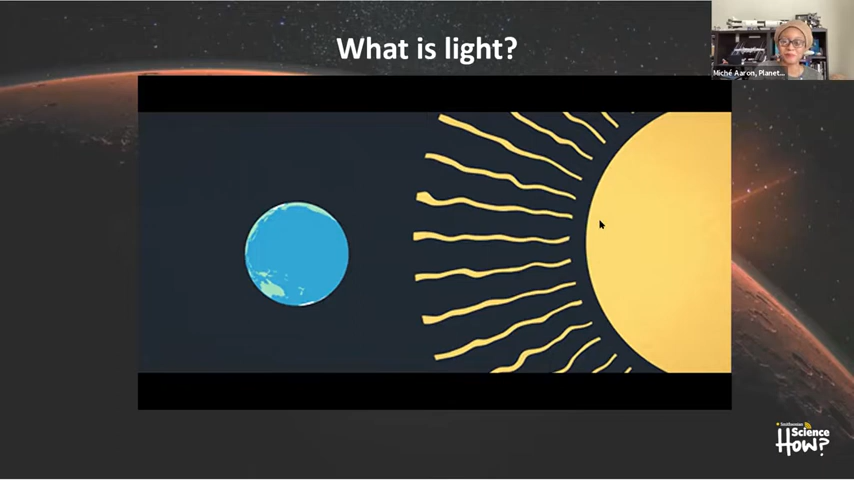 What is light?
Miché Aaron, Planet...
Smithsonian
Science
How?